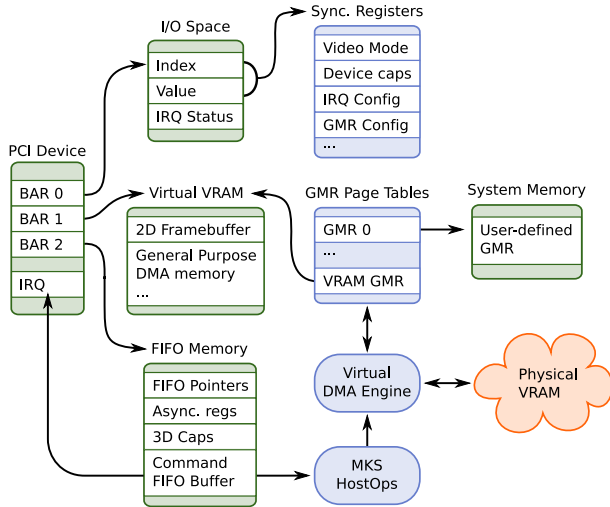 I/O Space
Index
Value
IRQ Status
Sync. Registers
Video Mode
Device caps
IRQ Config
GMR Config
...
PCI Device
BAR 0
BAR 1
BAR 2
IRQ
Virtual VRAM
2D Framebuffer
General Purpose
DMA memory
...
GMR Page Tables
GMR 0
...
VRAM GMR
System Memory
User-defined
GMR
FIFO Memory
FIFO Pointers
Async. regs
3D Caps
Command
FIFO Buffer
Virtual
DMA Engine
Physical
VRAM
MKS
HostOps